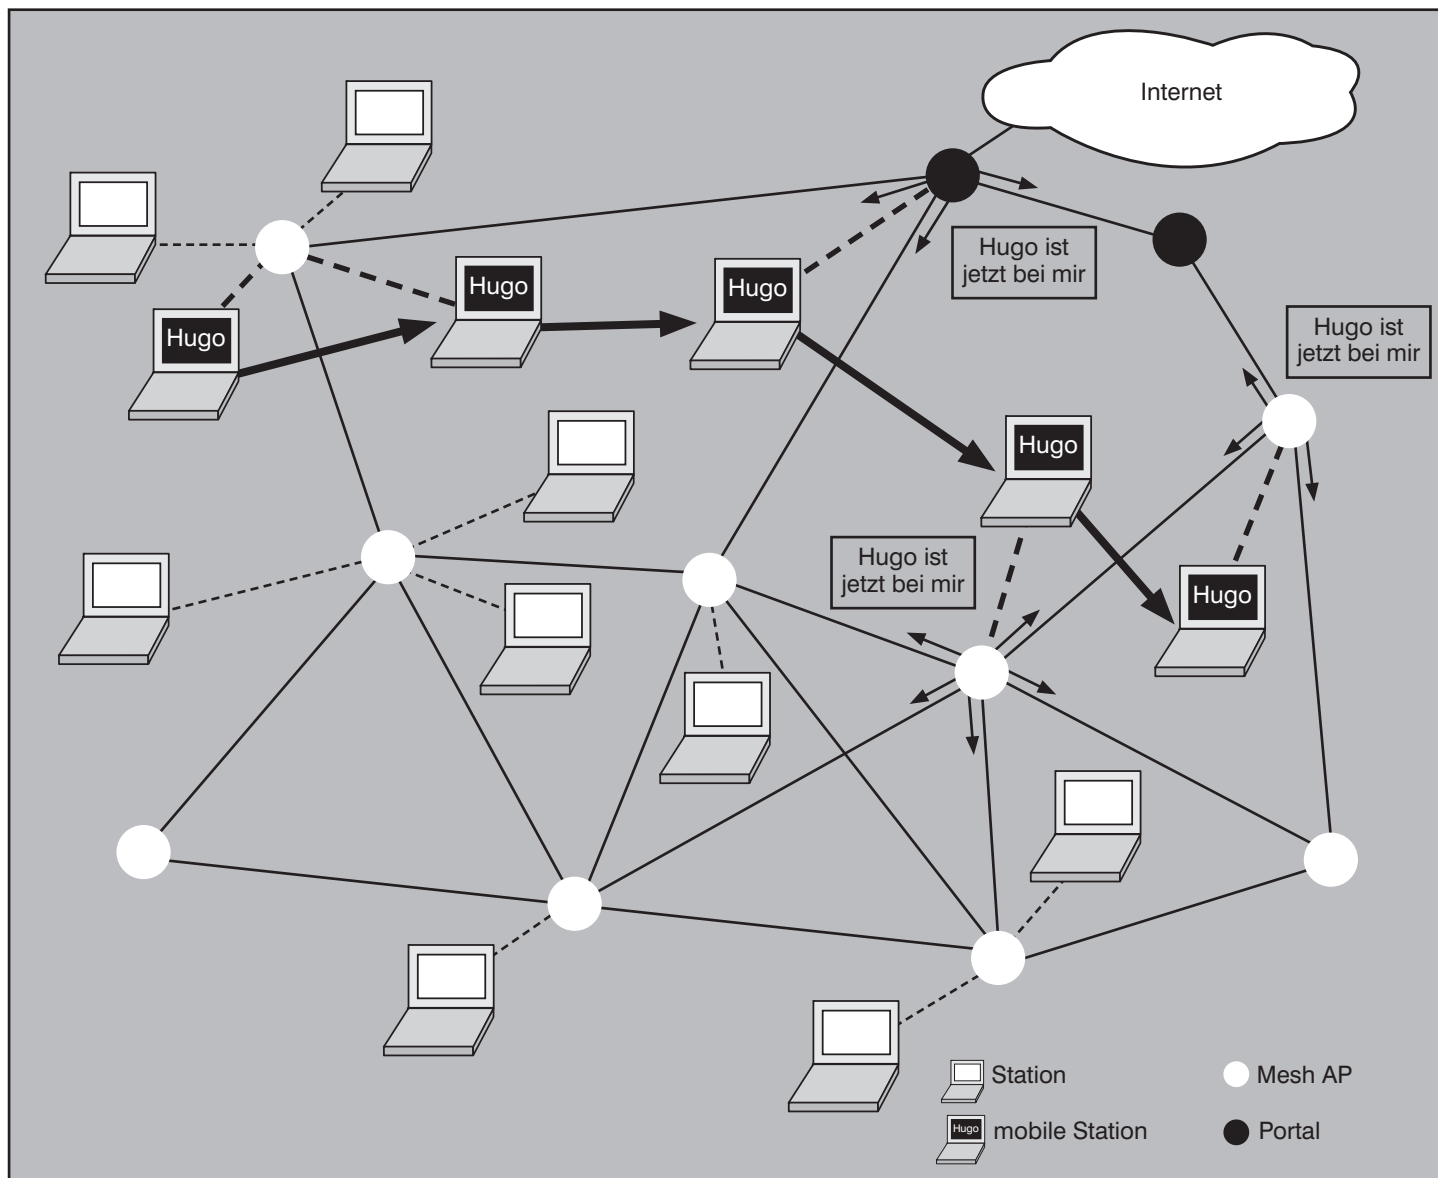 Internet
Hugo ist
jetzt bei mir
Hugo
Hugo
Hugo
Hugo ist
jetzt bei mir
Hugo
Hugo ist
jetzt bei mir
Hugo
Station
Mesh AP
Hugo
mobile Station
Portal